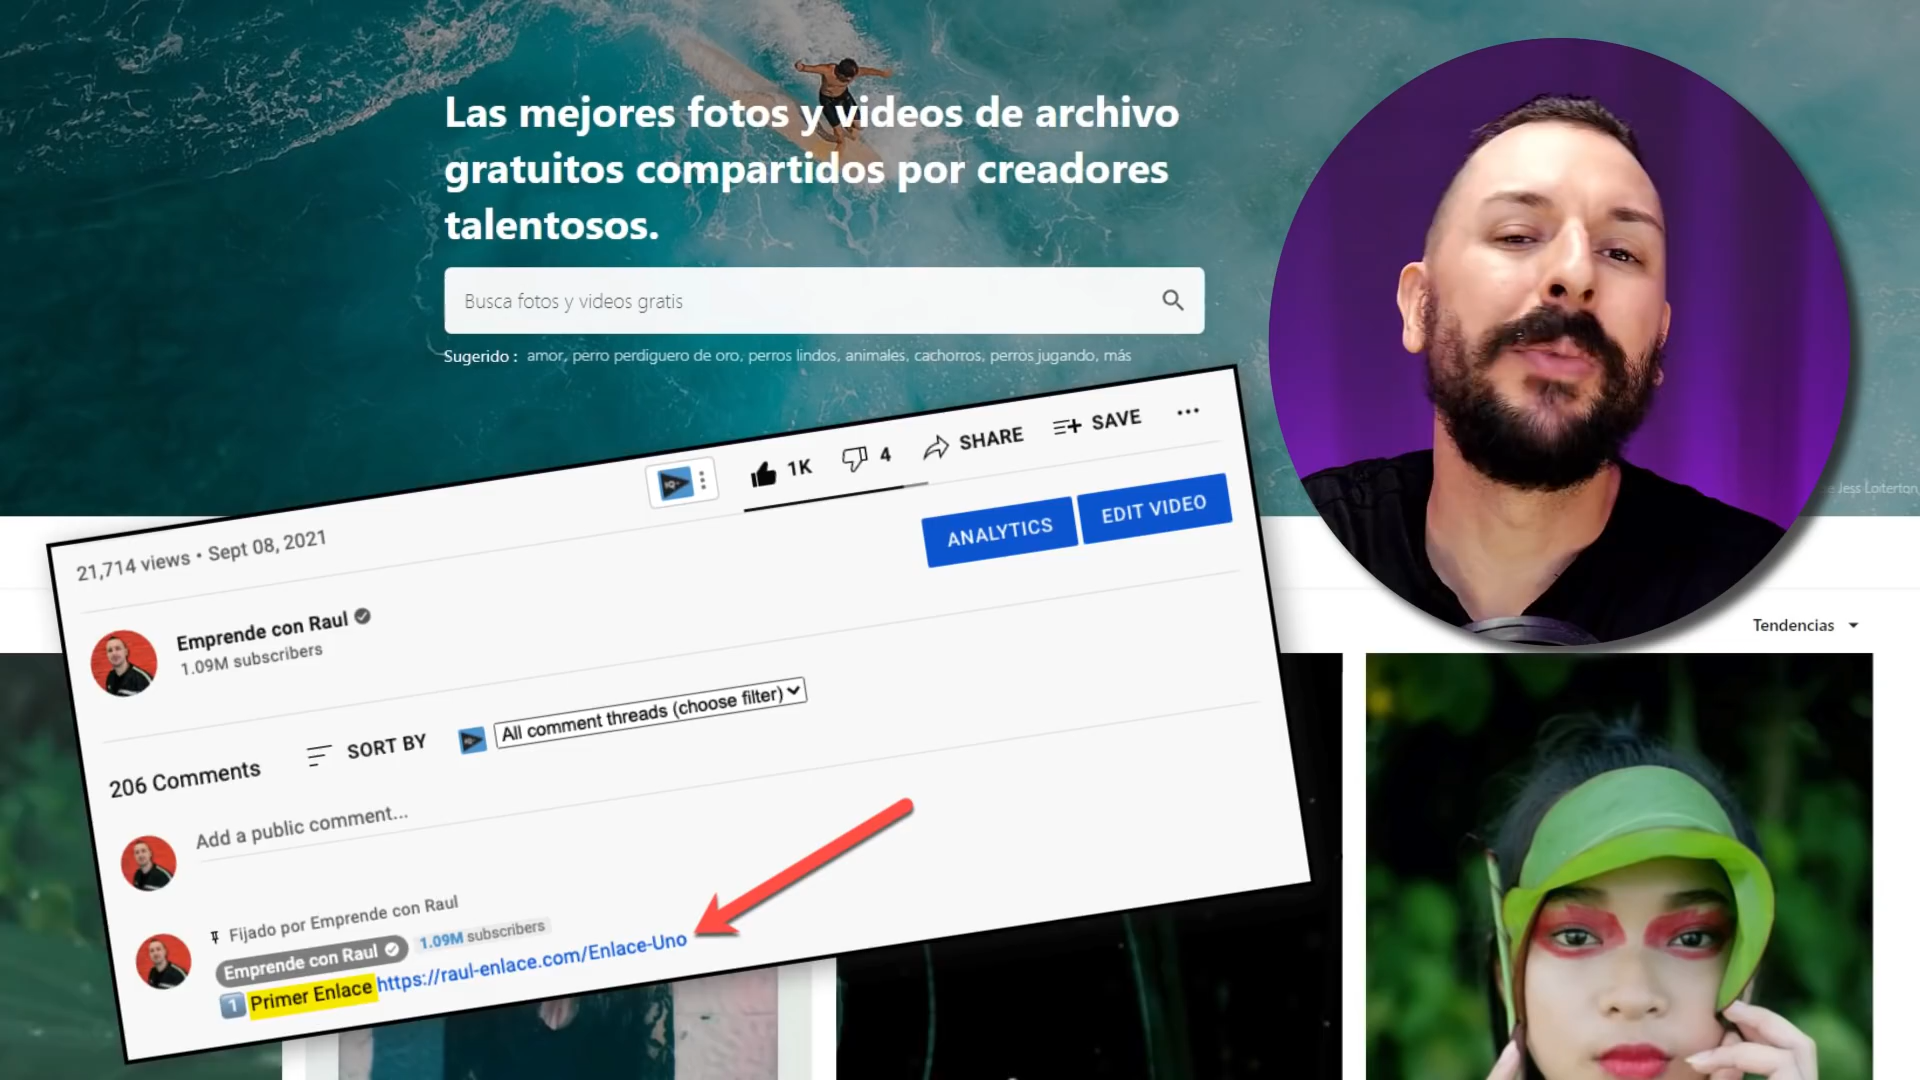 Las mejores fotos y videos de archivo
gratuitos compartidos por creadores
talentosos.
Busca fotos y videos gratis
Sugerido : amor, perro perdiguero de oro, perros lindos, animales, cachorros, perros jugando, más
1K
4
SHARE
SAVE
21,714 views • Sept 08, 2021
ANALYTICS
EDIT VIDEO
Jess Loiterton
Emprende con Raul
1.09M subscribers
Tendencias
206 Comments
SORT BY
All comment threads (choose filter)
Add a public comment...
Fijado por Emprende con Raul
Emprende con Raul 1.09M subscribers
1 Primer Enlace https://raul-enlace.com/Enlace-Uno